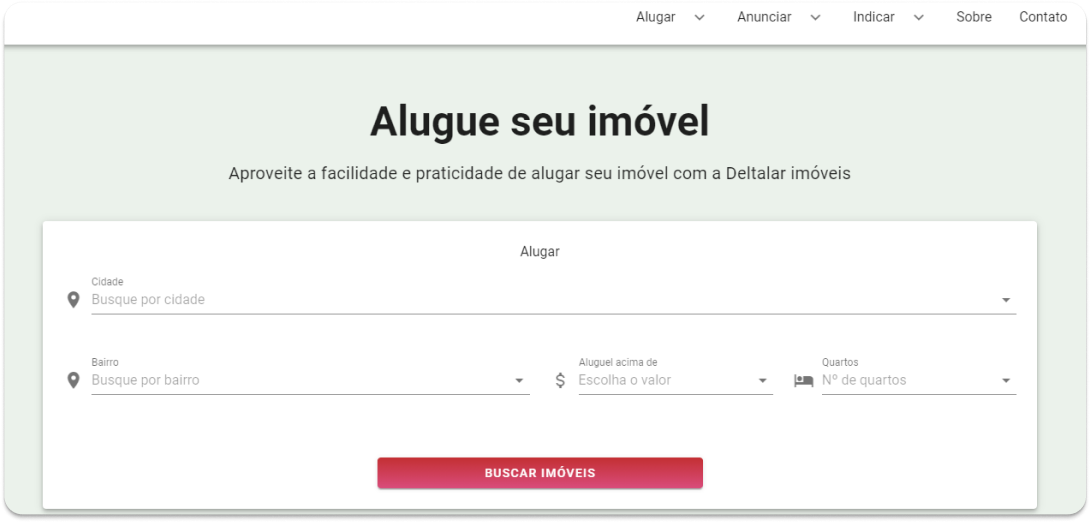 Alugar Anunciar Indicar Sobre Contato
Alugue seu imóvel
Aproveite a facilidade e praticidade de alugar seu imóvel com a Deltalar imóveis
Alugar
Cidade
Busque por cidade
Bairro Aluguel acima de Quartos
Busque por bairro $ Escolha o valor Nº de quartos
BUSCAR IMÓVEIS